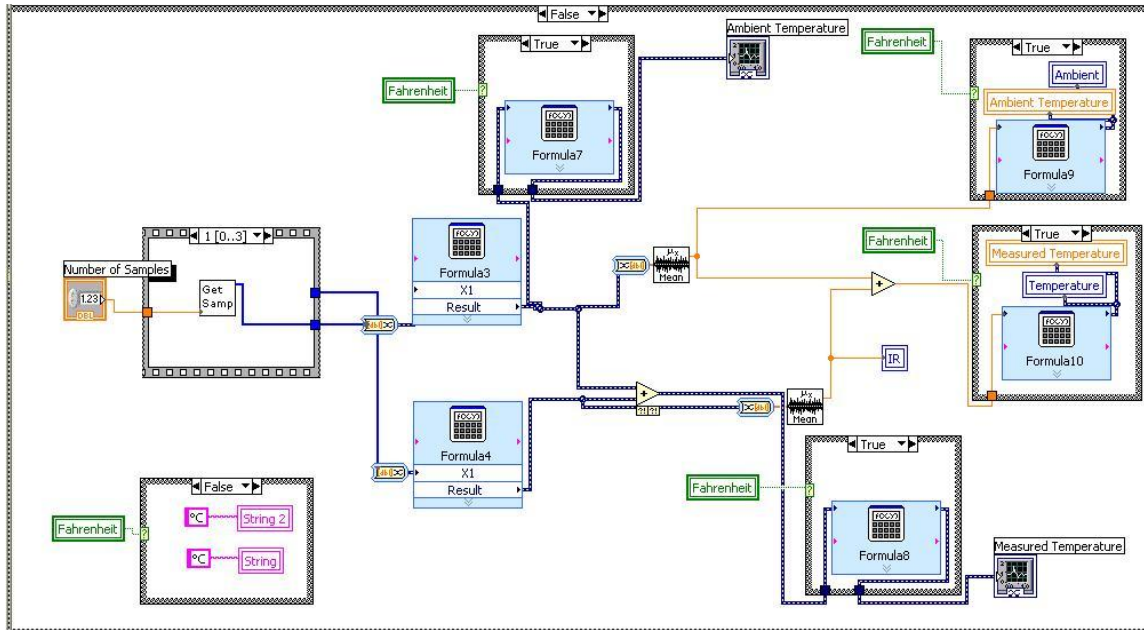 False
True
Ambient Temperature
Fahrenheit
Formula7
Fahrenheit
True
Ambient
Ambient Temperature
Formula9
1 [0..3]
Number of Samples
1.23
DBL
Get
Samp
Formula3
X1
Result
Mean
Fahrenheit
True
Measured Temperature
Temperature
Formula10
IR
Formula4
X1
Result
Mean
True
Fahrenheit
Formula8
Measured Temperature
False
Fahrenheit
°C
String 2
°C
String